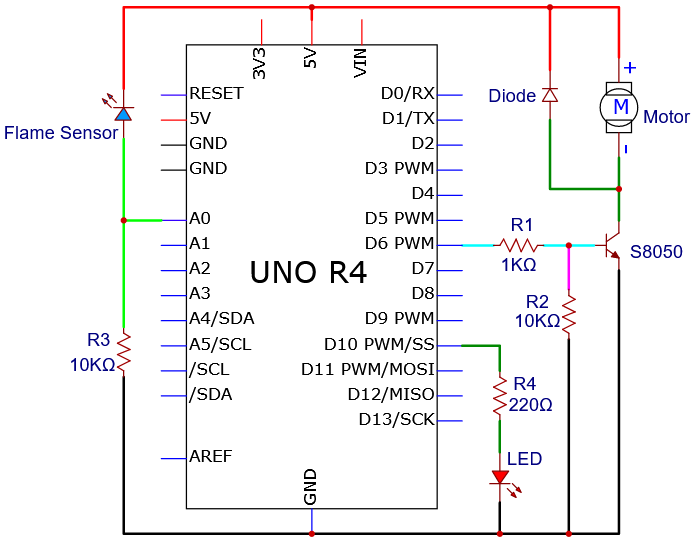 3V3
5V
VIN
RESET
5V
GND
GND
A0
A1
A2
A3
A4/SDA
A5/SCL
/SCL
/SDA
AREF
GND
UNO R4
D0/RX
D1/TX
D2
D3 PWM
D4
D5 PWM
D6 PWM
D7
D8
D9 PWM
D10 PWM/SS
D11 PWM/MOSI
D12/MISO
D13/SCK
Flame Sensor
R3
10KΩ
Diode
+
M
Motor
-
R1
1KΩ
S8050
R2
10KΩ
R4
220Ω
LED